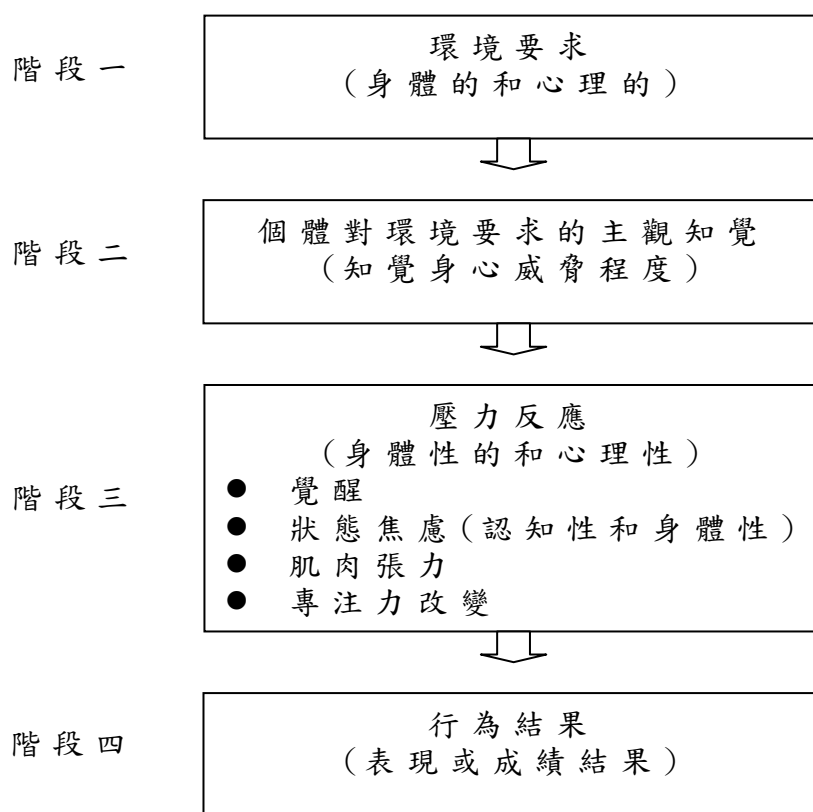 階段一
環境要求
(身體的和心理的)
階段二
個體對環境要求的主觀知覺
(知覺身心威脅程度)
階段三
壓力反應
(身體性的和心理性)
● 覺醒
● 狀態焦慮(認知性和身體性)
● 肌肉張力
● 專注力改變
階段四
行為結果
(表現或成績結果)